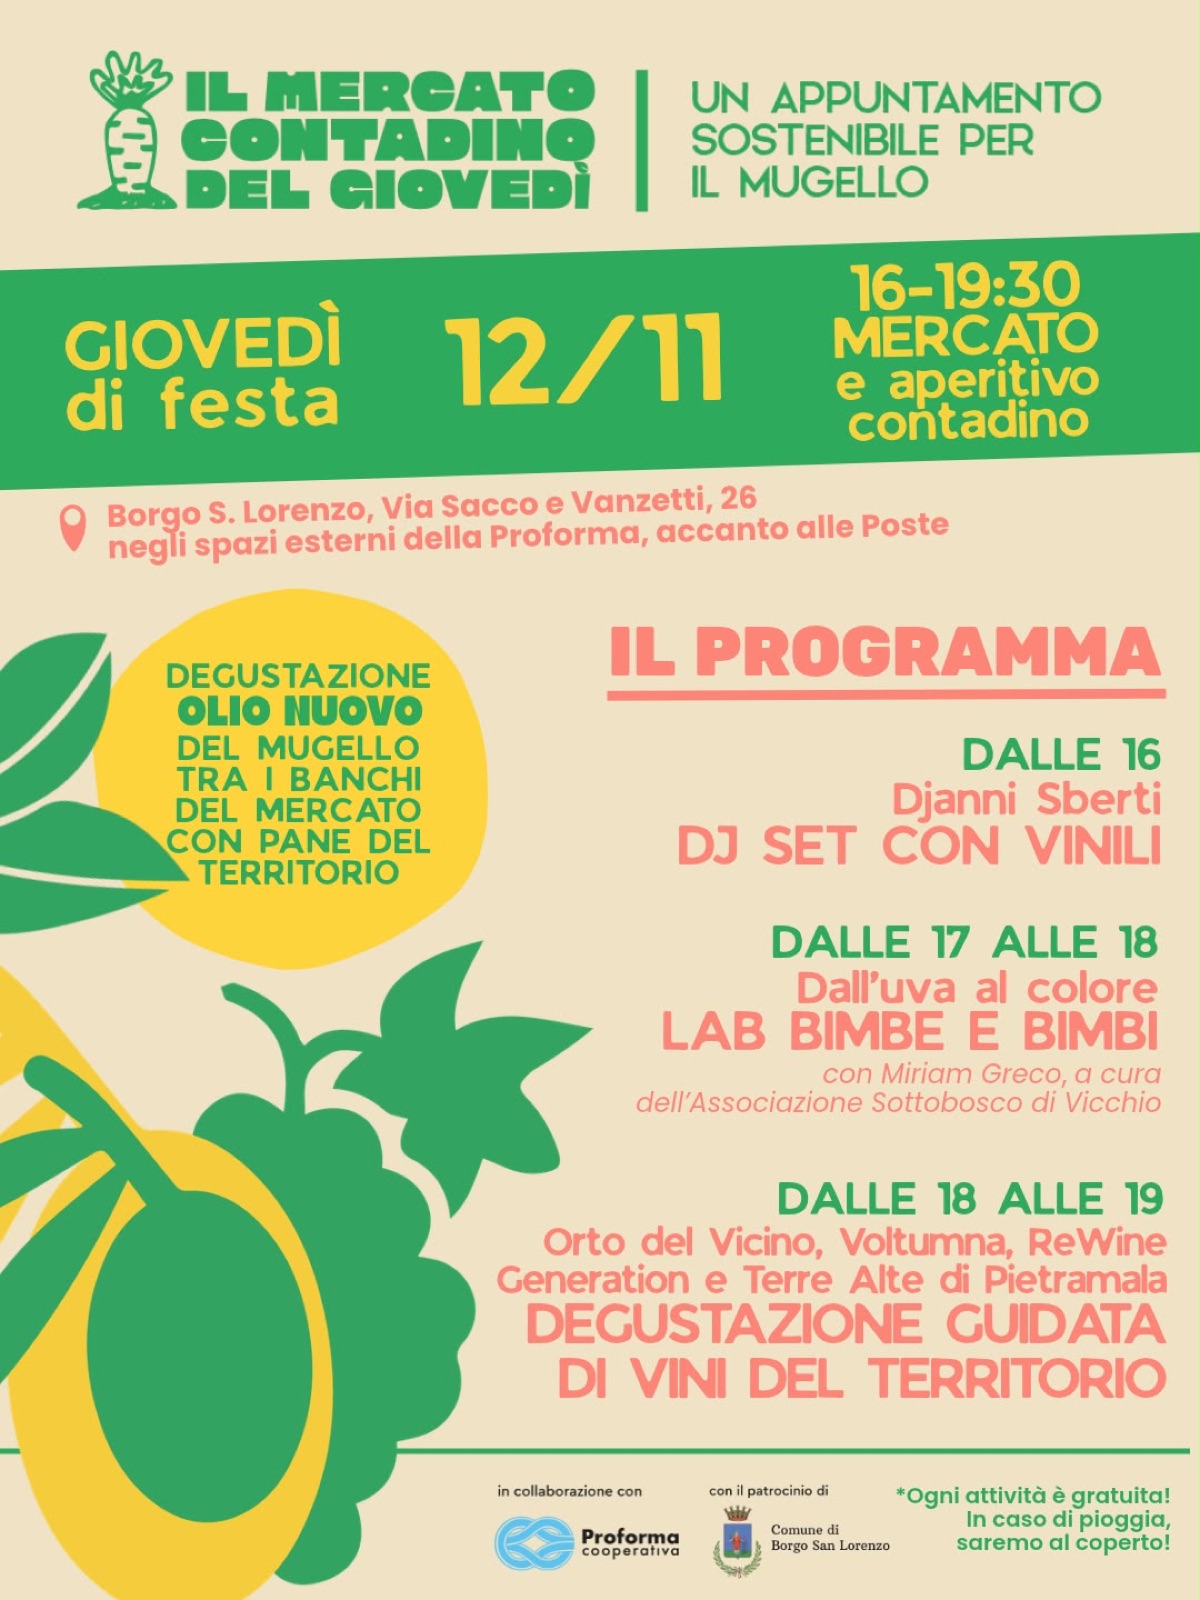 IL MERCATO
CONTADINO
DEL GIOVEDÌ
UN APPUNTAMENTO
SOSTENIBILE PER
IL MUGELLO
GIOVEDÌ
di festa
12/11
16-19:30
MERCATO
e aperitivo
contadino
Borgo S. Lorenzo, Via Sacco e Vanzetti, 26
negli spazi esterni della Proforma, accanto alle Poste
DEGUSTAZIONE
OLIO NUOVO
DEL MUGELLO
TRA I BANCHI
DEL MERCATO
CON PANE DEL
TERRITORIO
IL PROGRAMMA
DALLE 16
Djanni Sberti
DJ SET CON VINILI
DALLE 17 ALLE 18
Dall'uva al colore
LAB BIMBE E BIMBI
con Miriam Greco, a cura
dell'Associazione Sottobosco di Vicchio
DALLE 18 ALLE 19
Orto del Vicino, Voltumna, ReWine
Generation e Terre Alte di Pietramala
DEGUSTAZIONE GUIDATA
DI VINI DEL TERRITORIO
in collaborazione con
Proforma
cooperativa
con il patrocinio di
Comune di
Borgo San Lorenzo
*Ogni attività è gratuita!
In caso di pioggia,
saremo al coperto!